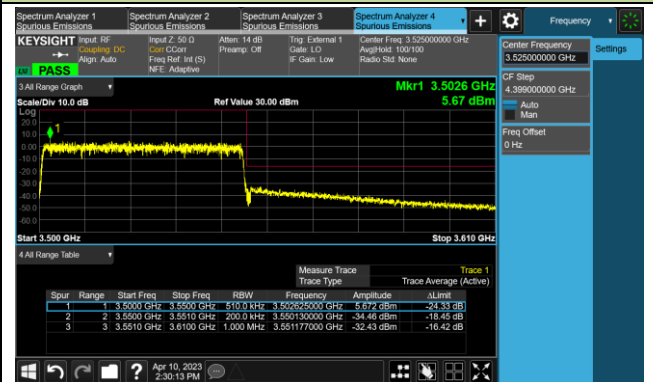 Spectrum Analyzer 1
Spurious Emissions
Spectrum Analyzer 2
Spurious Emissions
Spectrum Analyzer 3
Spurious Emissions
Spectrum Analyzer 4
Spurious Emissions
Frequency
KEYSIGHT
Input: RF
Coupling: DC
Align: Auto
Input Z: 50 Ω
Corr CCorr
Freq Ref: Int (S)
NFE: Adaptive
Atten: 14 dB
Preamp: Off
Trig: External 1
Gate: LO
IF Gain: Low
Center Freq: 3.525000000 GHz
Avg|Hold: 100/100
Radio Std: None
PASS
Center Frequency
3.525000000 GHz
Settings
CF Step
4.399000000 GHz
Auto
Man
Freq Offset
0 Hz
3 All Range Graph
Mkr1 3.5026 GHz
5.67 dBm
Scale/Div 10.0 dB
Ref Value 30.00 dBm
Log
20.0
10.0
0.00
-10.0
-20.0
-30.0
-40.0
-50.0
-60.0
1
Start 3.500 GHz
Stop 3.610 GHz
4 All Range Table
Measure Trace Trace 1
Trace Type Trace Average (Active)
Spur Range Start Freq Stop Freq RBW Frequency Amplitude ΔLimit
1 1 3.5000 GHz 3.5500 GHz 510.0 kHz 3.502625000 GHz 5.672 dBm -24.33 dB
2 2 3.5500 GHz 3.5510 GHz 200.0 kHz 3.550130000 GHz -34.46 dBm -18.45 dB
3 3 3.5510 GHz 3.6100 GHz 1.000 MHz 3.551177000 GHz -32.43 dBm -16.42 dB
Apr 10, 2023
2:30:13 PM